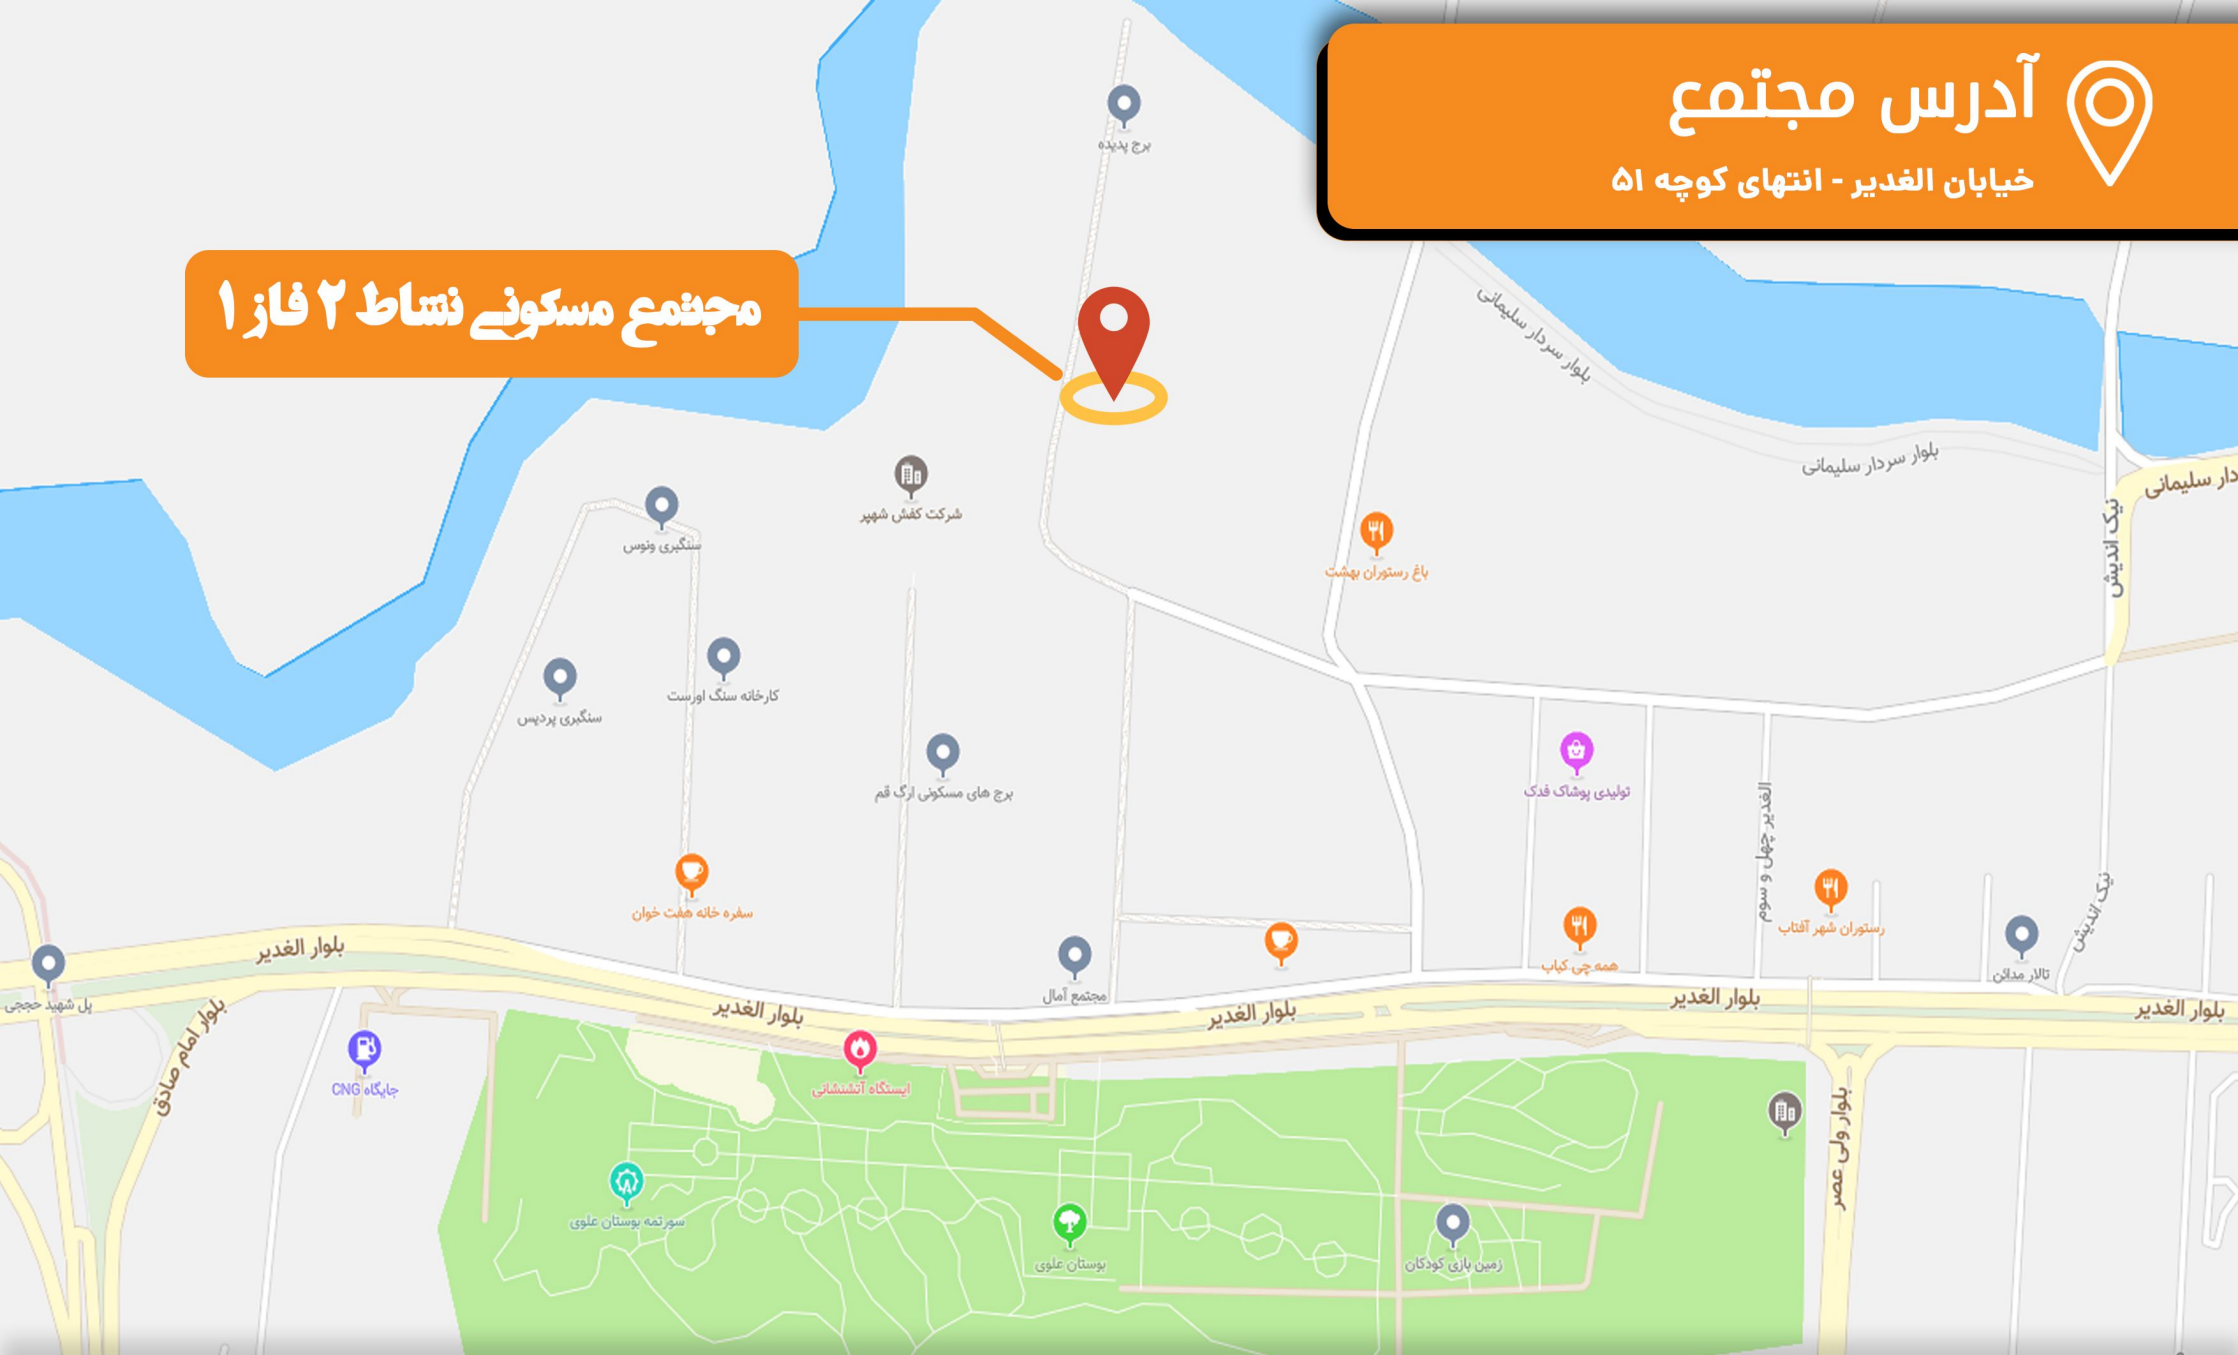 آدرس مجتمع
خیابان الغدیر - انتهای کوچه ۵۱
برج پدیده
مجتمع مسکونی نشاط ۲ فاز ۱
بلوار سردار سلیمانی
بلوار سردار سلیمانی
دار سلیمانی
نیک اندیش
شرکت کفش شهپر
سنگبری ونوس
باغ رستوران بهشت
کارخانه سنگ اورست
سنگبری پردیس
برج های مسکونی ارگ قم
تولیدی پوشاک فدک
الغدیر چهل و سوم
سفره خانه هفت خوان
رستوران شهر آفتاب
نیک اندیش
همه چی کباب
تالار مدائن
بلوار الغدیر
مجتمع آمال
پل شهید حججی
بلوار الغدیر
بلوار الغدیر
بلوار الغدیر
بلوار الغدیر
بلوار امام صادق
جایگاه CNG
ایستگاه آتشنشانی
بلوار ولی عصر
سورتمه بوستان علوی
بوستان علوی
زمین بازی کودکان